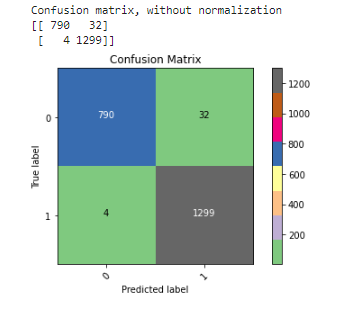 Confusion matrix, without normalization
[[ 790   32]
 [   4 1299]]
Confusion Matrix
0
1
True label
790
32
4
1299
0
1
Predicted label
1200
1000
800
600
400
200